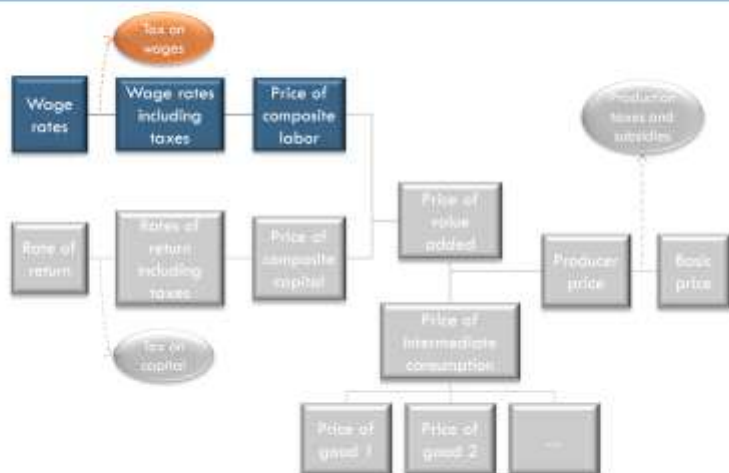 Tax on
wages
Wage
rates
Wage rates
including
taxes
Price of
composite
labor
Production
taxes and
subsidies
Rate of
return
Rates of
return
including
taxes
Price of
composite
capital
Price of
value
added
Producer
price
Basic
price
Tax on
capital
Price of
intermediate
consumption
Price of
good 1
Price of
good 2
...